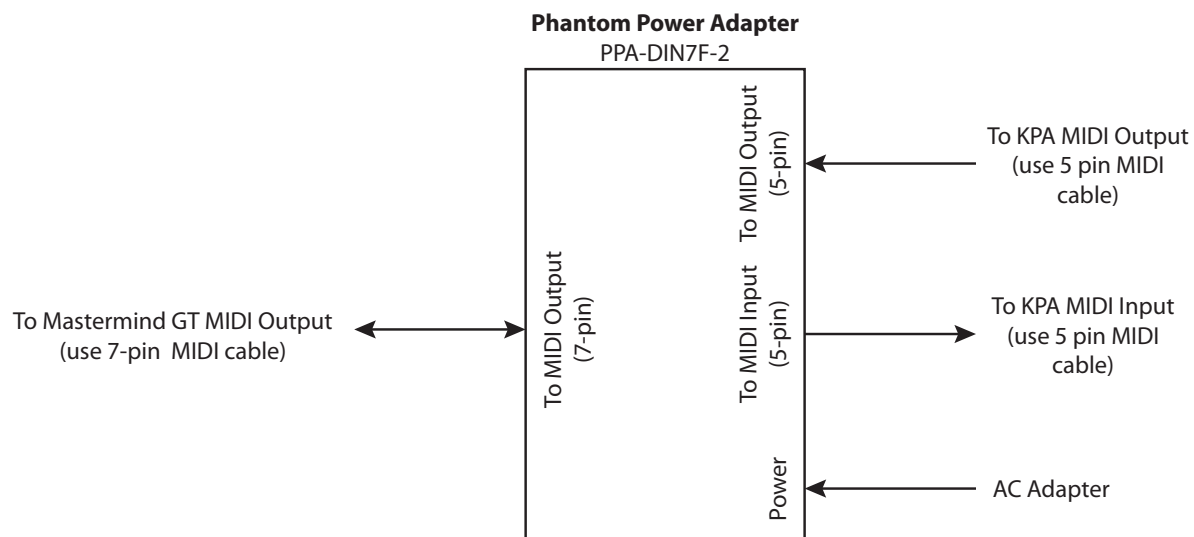 Phantom Power Adapter
PPA-DIN7F-2
To MIDI Output
(5-pin)
To KPA MIDI Output
(use 5 pin MIDI
cable)
To Mastermind GT MIDI Output
(use 7-pin MIDI cable)
To MIDI Output
(7-pin)
To MIDI Input
(5-pin)
To KPA MIDI Input
(use 5 pin MIDI
cable)
Power
AC Adapter